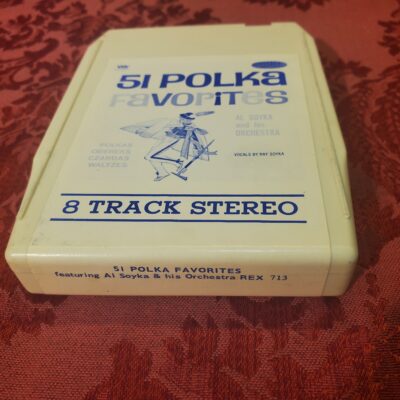 51 POLKA
FAVORITES
AL SOYKA
and his
ORCHESTRA
POLKAS
OBEREKS
CZARDAS
WALTZES
VOCALS BY RAY SOYKA
8 TRACK STEREO
51 POLKA FAVORITES
featuring Al Soyka & his Orchestra REX 713